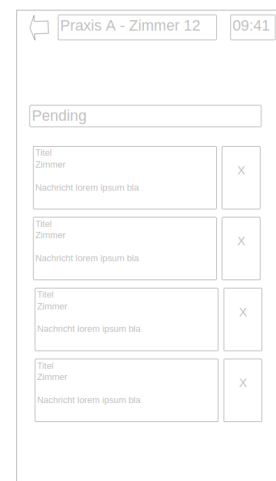 Praxis A - Zimmer 12 09:41
Pending
Titel
Zimmer
X
Nachricht lorem ipsum bla
Titel
Zimmer
X
Nachricht lorem ipsum bla
Titel
Zimmer
X
Nachricht lorem ipsum bla
Titel
Zimmer
X
Nachricht lorem ipsum bla